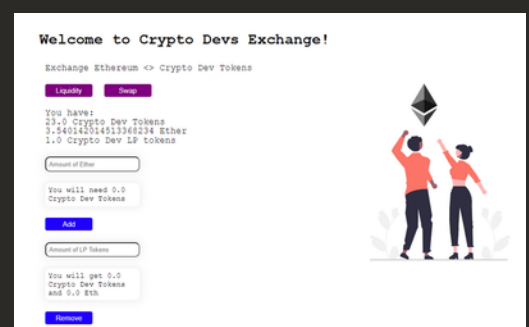 Welcome to Crypto Devs Exchange!
Exchange Ethereum <> Crypto Dev Tokens
Liquidity Swap
You have:
23.0 Crypto Dev Tokens
3.540142014513368234 Ether
1.0 Crypto Dev LP tokens
Amount of Ether
You will need 0.0
Crypto Dev Tokens
Add
Amount of LP Tokens
You will get 0.0
Crypto Dev Tokens
and 0.0 Eth
Remove